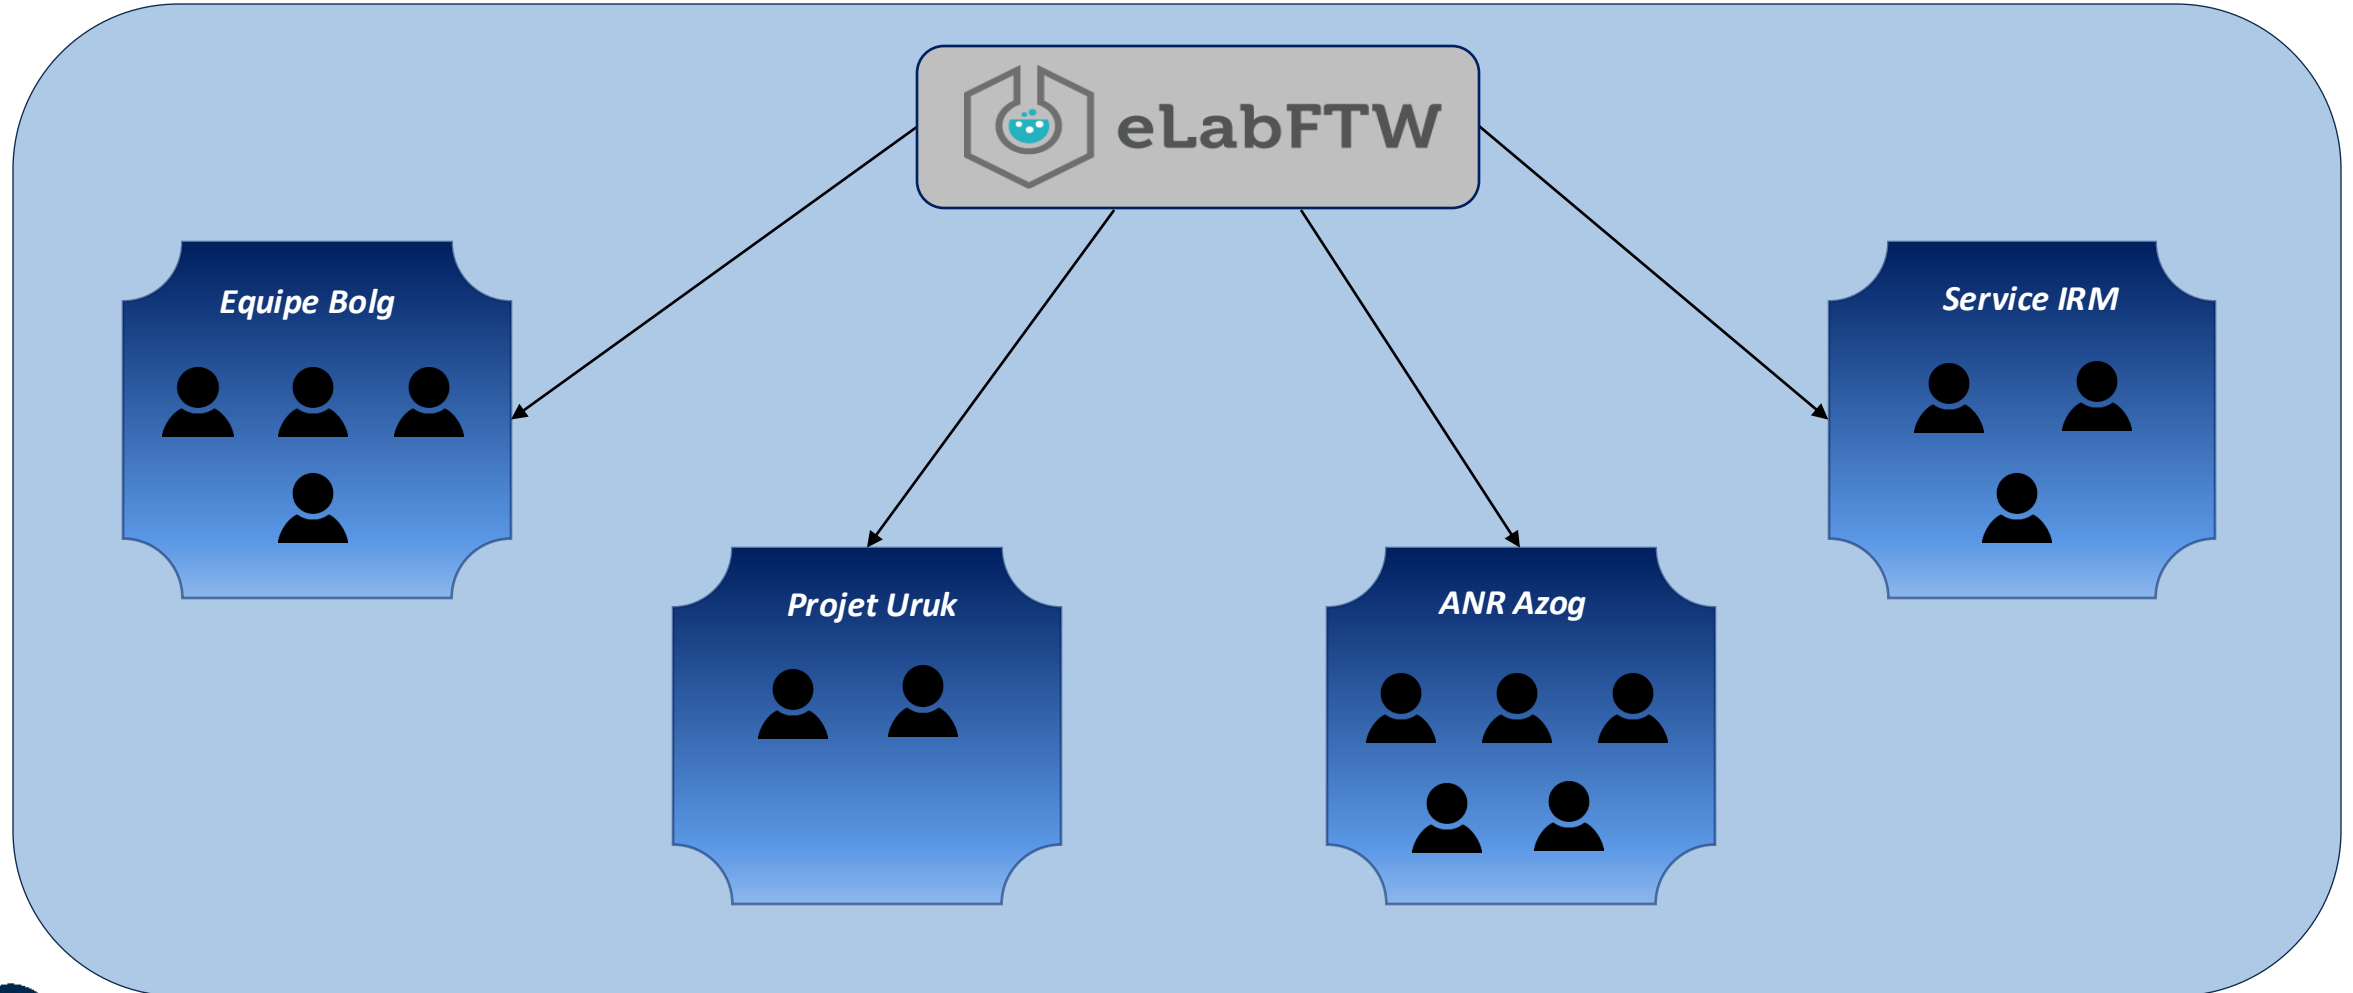 eLabFTW
Equipe Bolg
Service IRM
Projet Uruk
ANR Azog